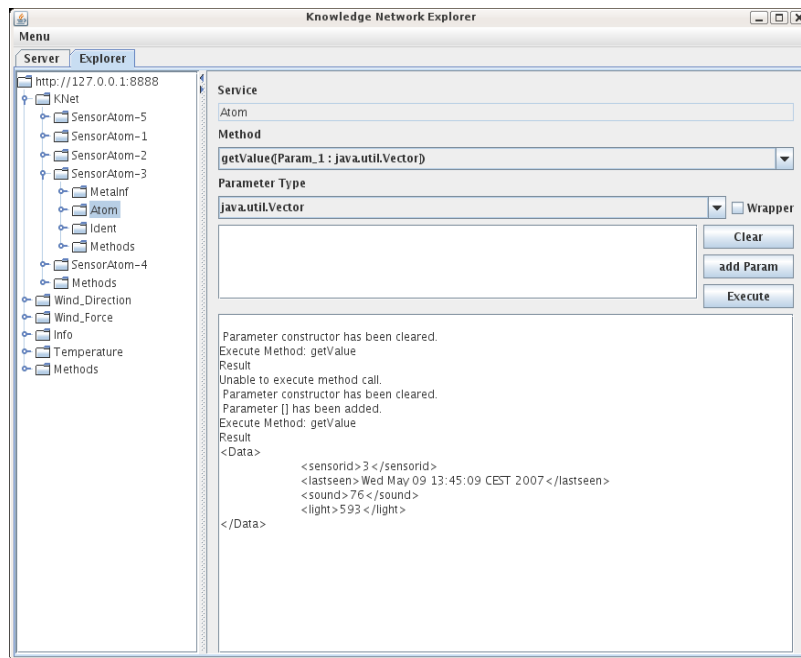 Knowledge Network Explorer
Menu
Server Explorer
http://127.0.0.1:8888
KNet
SensorAtom-5
SensorAtom-1
SensorAtom-2
SensorAtom-3
MetaInf
Atom
Ident
Methods
SensorAtom-4
Methods
Wind_Direction
Wind_Force
Info
Temperature
Methods
Service
Atom
Method
getValue([Param_1 : java.util.Vector])
Parameter Type
java.util.Vector
Wrapper
Clear
add Param
Execute
Parameter constructor has been cleared.
Execute Method: getValue
Result
Unable to execute method call.
Parameter constructor has been cleared.
Parameter [] has been added.
Execute Method: getValue
Result
<Data>
<sensorid>3</sensorid>
<lastseen>Wed May 09 13:45:09 CEST 2007</lastseen>
<sound>76</sound>
<light>593</light>
</Data>